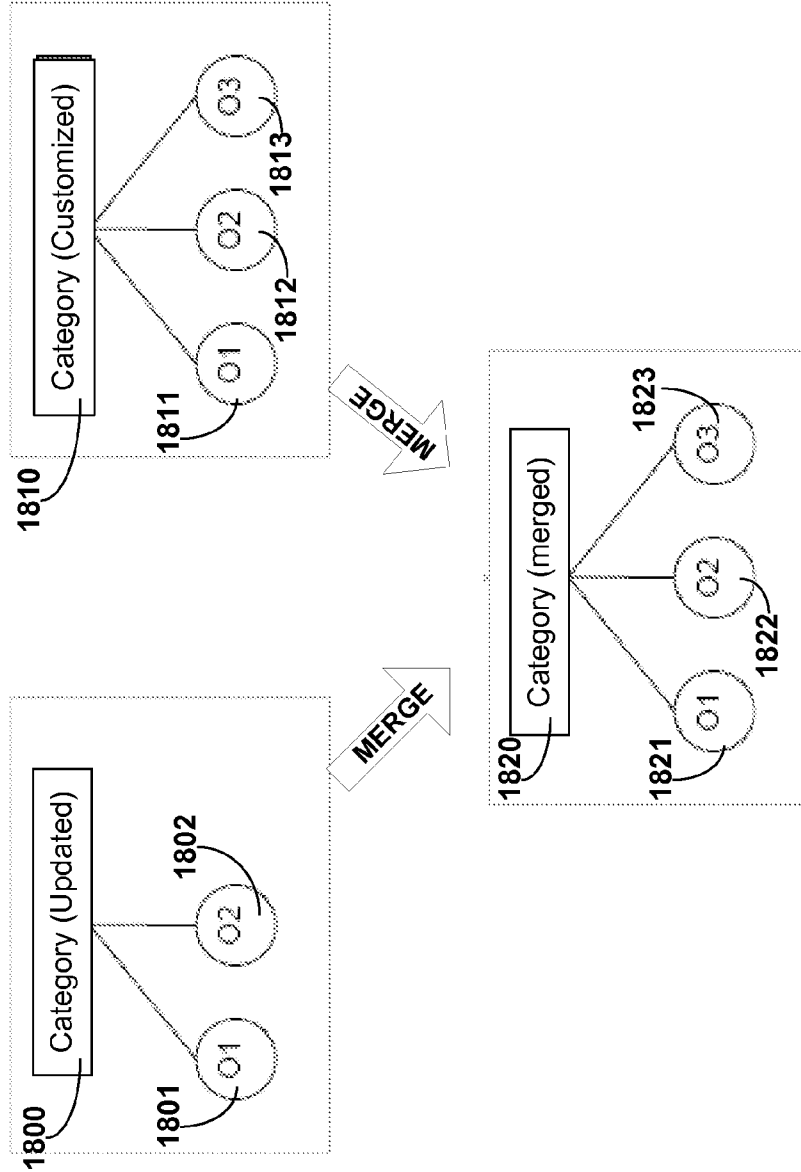 1800
Category (Updated)
O1
O2
1801
1802
1810
Category (Customized)
O1
O2
O3
1811
1812
1813
MERGE
MERGE
1820
Category (merged)
O1
O2
O3
1821
1822
1823